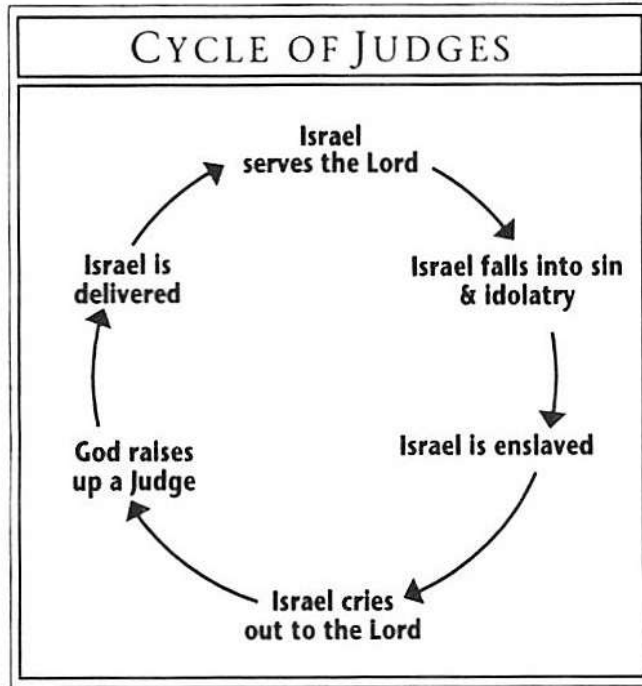 CYCLE OF JUDGES
Israel
serves the Lord
Israel falls into sin
& idolatry
Israel is enslaved
Israel cries
out to the Lord
God raises
up a Judge
Israel is
delivered